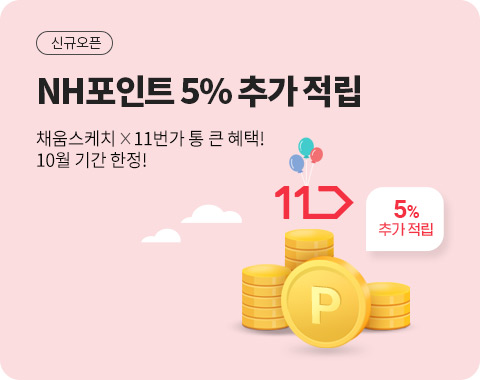 신규오픈
NH포인트 5% 추가 적립
채움스케치 X 11번가 통 큰 혜택!
10월 기간 한정!
11
5%
추가 적립
P